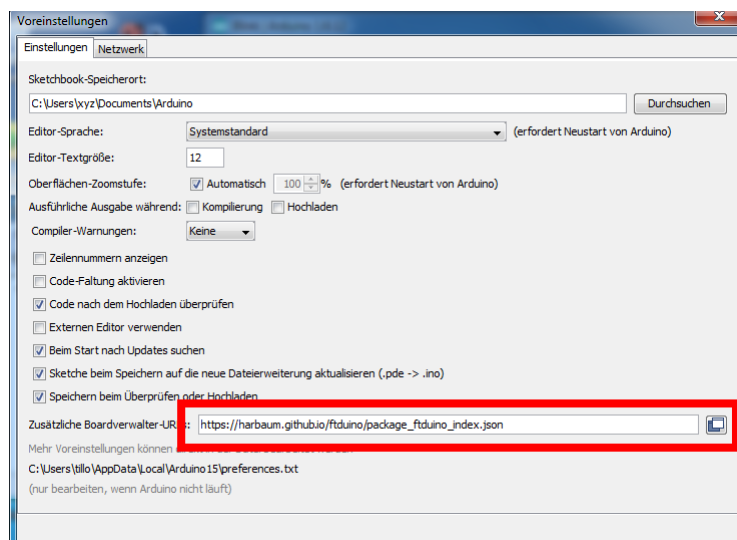 Voreinstellungen
Einstellungen Netzwerk
Sketchbook-Speicherort:
C:\Users\xyz\Documents\Arduino Durchsuchen
Editor-Sprache: Systemstandard (erfordert Neustart von Arduino)
Editor-Textgröße: 12
Oberflächen-Zoomstufe: Automatisch 100 % (erfordert Neustart von Arduino)
Ausführliche Ausgabe während: Kompilierung Hochladen
Compiler-Warnungen: Keine
Zeilennummern anzeigen
Code-Faltung aktivieren
Code nach dem Hochladen überprüfen
Externen Editor verwenden
Beim Start nach Updates suchen
Sketche beim Speichern auf die neue Dateierweiterung aktualisieren (.pde -> .ino)
Speichern beim Überprüfen oder Hochladen
Zusätzliche Boardverwalter-URLs: https://harbaum.github.io/ftduino/package_ftduino_index.json
Mehr Voreinstellungen können
C:\Users\tillo\AppData\Local\Arduino15\preferences.txt
(nur bearbeiten, wenn Arduino nicht läuft)